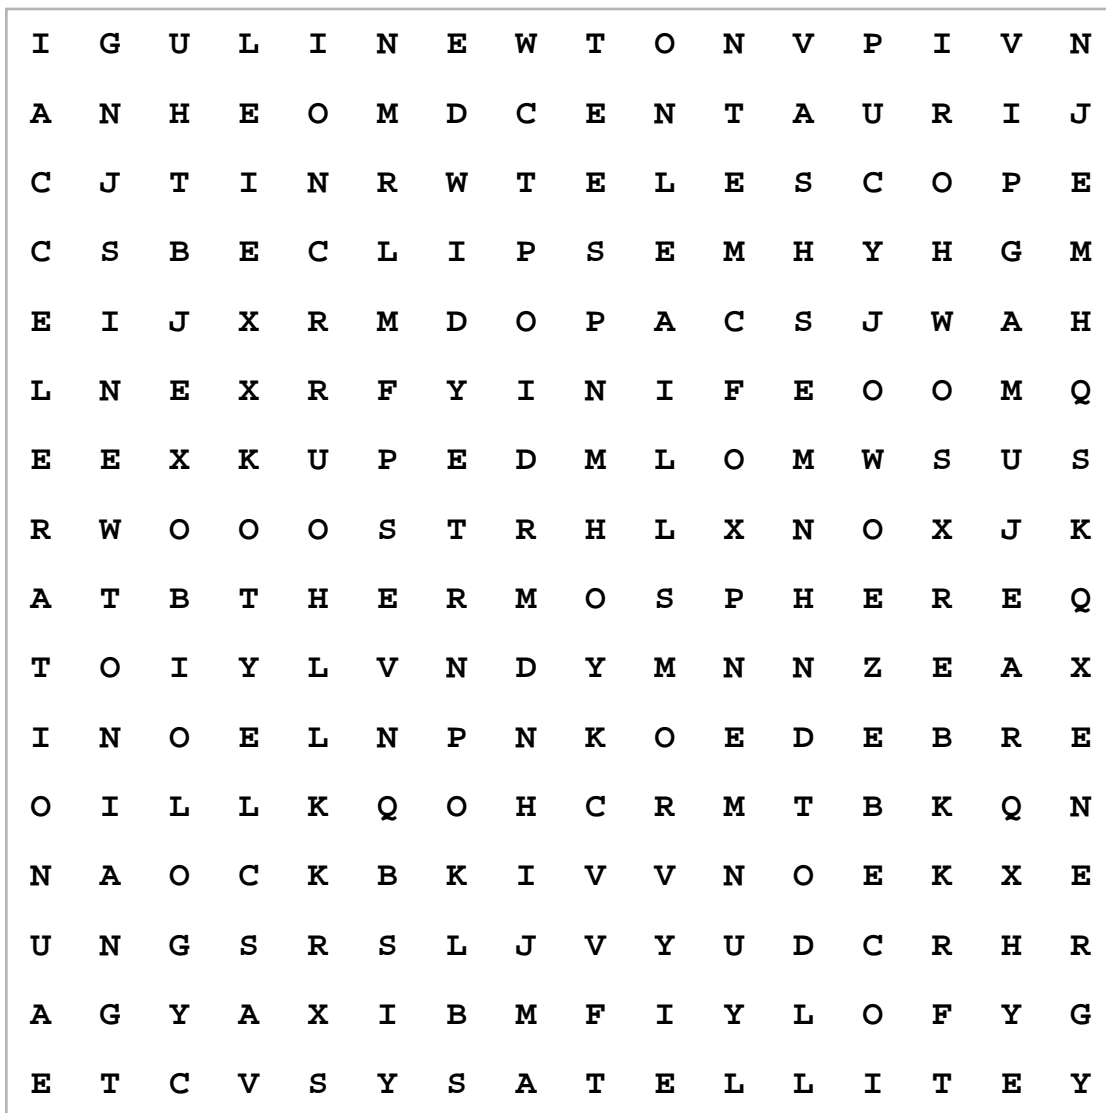 I G U L I N E W T O N V P I V N
A N H E O M D C E N T A U R I J
C J T I N R W T E L E S C O P E
C S B E C L I P S E M H Y H G M
E I J X R M D O P A C S J W A H
L N E X R F Y I N I F E O O M Q
E E X K U P E D M L O M W S U S
R W O O O S T R H L X N O X J K
A T B T H E R M O S P H E R E Q
T O I Y L V N D Y M N N Z E A X
I N O E L N P N K O E D E B R E
O I L L K Q O H C R M T B K Q N
N A O C K B K I V V N O E K X E
U N G S R S L J V Y U D C R H R
A G Y A X I B M F I Y L O F Y G
E T C V S Y S A T E L L I T E Y